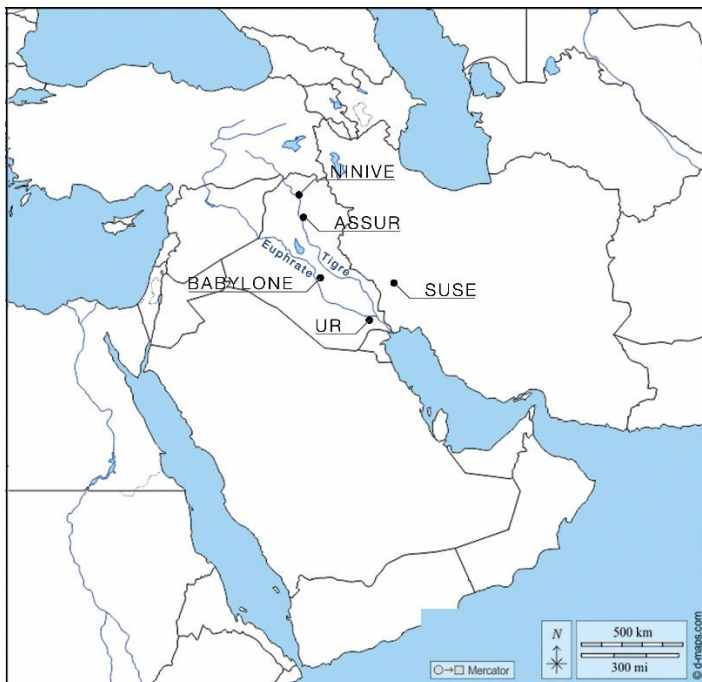 NINIVE
ASSUR
Euphrate
Tigre
BABYLONE
SUSE
UR
N
500 km
300 mi
Mercator
© d-maps.com